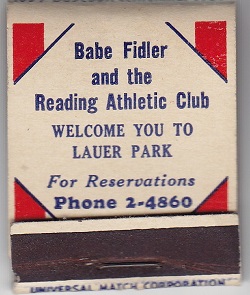 Babe Fidler
and the
Reading Athletic Club
WELCOME YOU TO
LAUER PARK
For Reservations
Phone 2-4860
UNIVERSAL MATCH CORPORATION